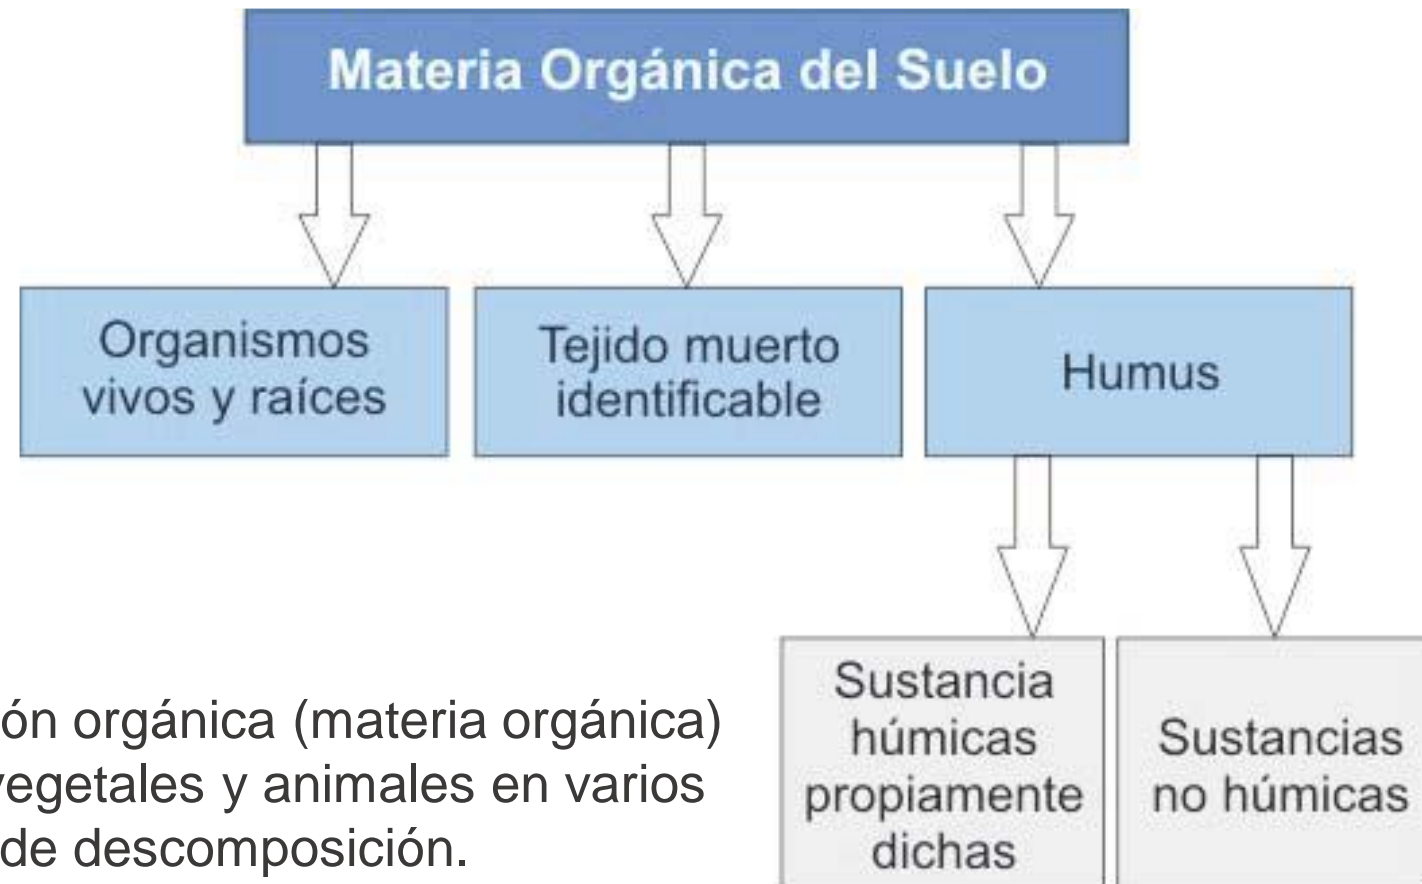 Materia Orgánica del Suelo
Organismos
vivos y raíces
Tejido muerto
identificable
Humus
Sustancia
húmicas
propiamente
dichas
Sustancias
no húmicas
ón orgánica (materia orgánica)
vegetales y animales en varios
de descomposición.